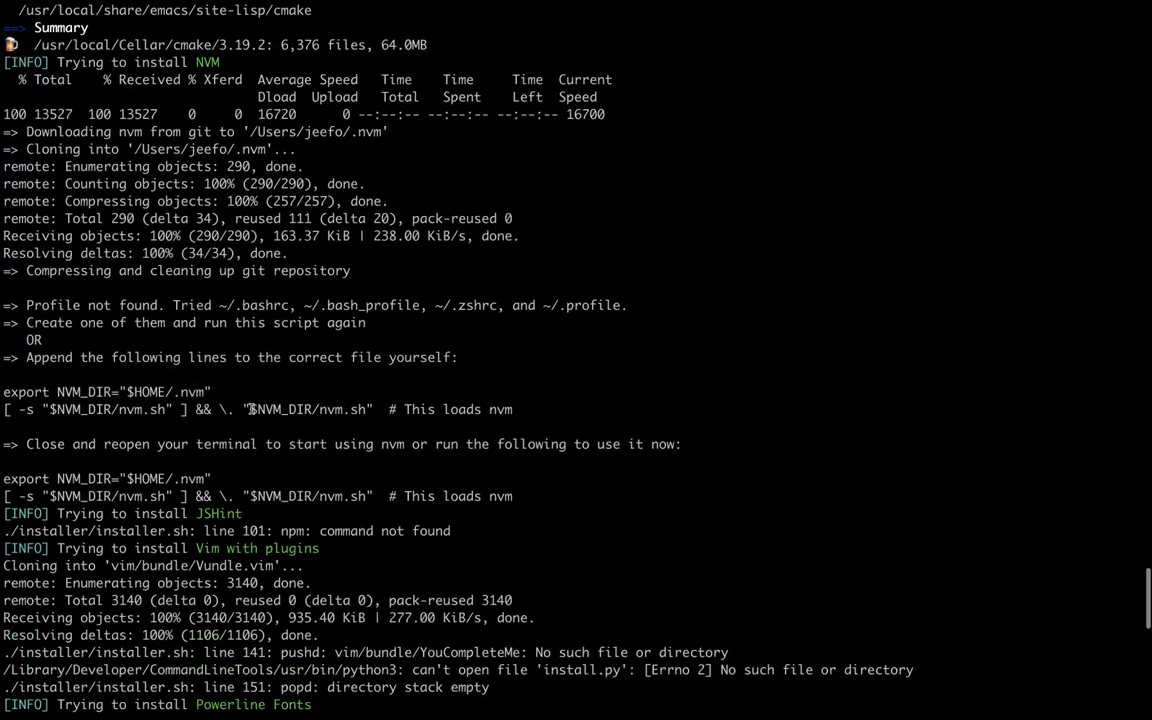 /usr/local/share/emacs/site-lisp/cmake
==> Summary
🍺  /usr/local/Cellar/cmake/3.19.2: 6,376 files, 64.0MB
[INFO] Trying to install NVM
  % Total    % Received % Xferd  Average Speed   Time    Time     Time  Current
                                 Dload  Upload   Total   Spent    Left  Speed
100 13527  100 13527    0     0  16720      0 --:--:-- --:--:-- --:--:-- 16700
=> Downloading nvm from git to '/Users/jeefo/.nvm'
=> Cloning into '/Users/jeefo/.nvm'...
remote: Enumerating objects: 290, done.
remote: Counting objects: 100% (290/290), done.
remote: Compressing objects: 100% (257/257), done.
remote: Total 290 (delta 34), reused 111 (delta 20), pack-reused 0
Receiving objects: 100% (290/290), 163.37 KiB | 238.00 KiB/s, done.
Resolving deltas: 100% (34/34), done.
=> Compressing and cleaning up git repository
=> Profile not found. Tried ~/.bashrc, ~/.bash_profile, ~/.zshrc, and ~/.profile.
=> Create one of them and run this script again
   OR
=> Append the following lines to the correct file yourself:
export NVM_DIR="$HOME/.nvm"
[ -s "$NVM_DIR/nvm.sh" ] && \. "$NVM_DIR/nvm.sh"  # This loads nvm
=> Close and reopen your terminal to start using nvm or run the following to use it now:
export NVM_DIR="$HOME/.nvm"
[ -s "$NVM_DIR/nvm.sh" ] && \. "$NVM_DIR/nvm.sh"  # This loads nvm
[INFO] Trying to install JSHint
./installer/installer.sh: line 101: npm: command not found
[INFO] Trying to install Vim with plugins
Cloning into 'vim/bundle/Vundle.vim'...
remote: Enumerating objects: 3140, done.
remote: Total 3140 (delta 0), reused 0 (delta 0), pack-reused 3140
Receiving objects: 100% (3140/3140), 935.40 KiB | 277.00 KiB/s, done.
Resolving deltas: 100% (1106/1106), done.
./installer/installer.sh: line 141: pushd: vim/bundle/YouCompleteMe: No such file or directory
/Library/Developer/CommandLineTools/usr/bin/python3: can't open file 'install.py': [Errno 2] No such file or directory
./installer/installer.sh: line 151: popd: directory stack empty
[INFO] Trying to install Powerline Fonts